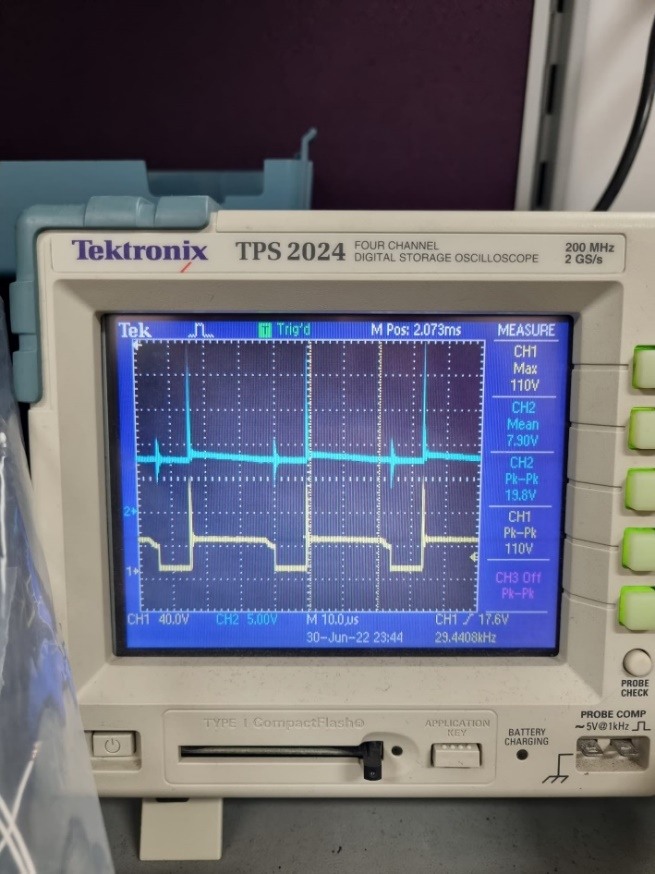 Tektronix TPS 2024 FOUR CHANNEL DIGITAL STORAGE OSCILLOSCOPE 200 MHz 2 GS/s
Tek T Trig'd M Pos: 2.073ms MEASURE
CH1
Max
110V
CH2
Mean
7.90V
CH2
Pk-Pk
19.8V
CH1
Pk-Pk
110V
CH3 Off
Pk-Pk
2+
1+
CH1 40.0V CH2 5.00V M 10.0µs CH1 / 17.6V
30-Jun-22 23:44 29.4408kHz
PROBE
CHECK
TYPE I CompactFlash®
APPLICATION
KEY
BATTERY
CHARGING
PROBE COMP
~5V@1kHz